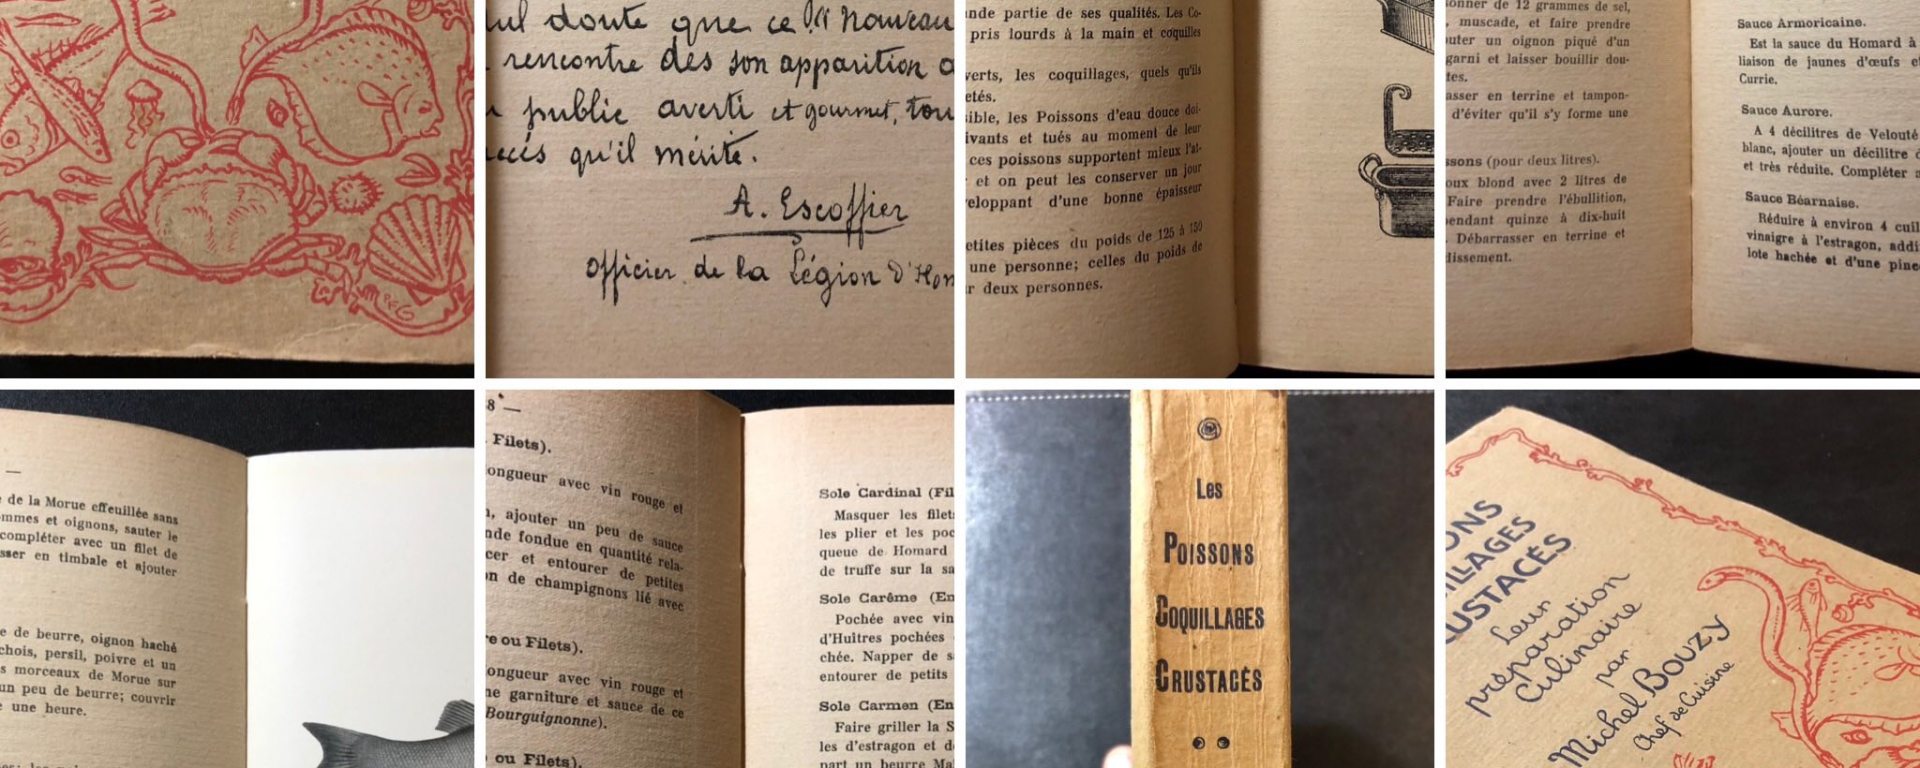 PEG
doute que ce nouveau
rencontre dès son apparition
public averti et gourmet,
qu'il mérite.
A. Escoffier
Officier de la Légion d'Hon
nde partie de ses qualités. Les Co-
pris lourds à la main et coquilles
verts, les coquillages, quels qu'ils
etés.
sible, les Poissons d'eau douce doi-
ivants et tués au moment de leur
ces poissons supportent mieux l'at-
et on peut les conserver un jour
veloppant d'une bonne épaisseur
etites pièces du poids de 125 à 150
une personne; celles du poids de
r deux personnes.
onner de 12 grammes de sel,
, muscade, et faire prendre
outer un oignon piqué d'un
garni et laisser bouillir dou-
tes.
asser en terrine et tampon-
d'éviter qu'il s'y forme une
ssons (pour deux litres).
oux blond avec 2 litres de
Faire prendre l'ébullition,
endant quinze à dix-huit
. Débarrasser en terrine et
dissement.
Sauce Armoricaine.
Est la sauce du Homard à
liaison de jaunes d'œufs et
Currie.
Sauce Aurore.
A 4 décilitres de Velouté
blanc, ajouter un décilitre d
et très réduite. Compléter a
Sauce Béarnaise.
Réduire à environ 4 cuil
vinaigre à l'estragon, addi
lote hachée et d'une pinc
—
e de la Morue effeuillée sans
ommes et oignons, sauter le
compléter avec un filet de
sser en timbale et ajouter
e de beurre, oignon haché
chois, persil, poivre et un
s morceaux de Morue sur
un peu de beurre; couvrir
e une heure.
8 —
Filets).
ongueur avec vin rouge et
, ajouter un peu de sauce
nde fondue en quantité rela-
cer et entourer de petites
on de champignons lié avec
re ou Filets).
ongueur avec vin rouge et
ne garniture et sauce de ce
Bourguignonne).
ou Filets).
Sole Cardinal (Fil
Masquer les filets
les plier et les poc
queue de Homard
de truffe sur la sa
Sole Carême (En
Pochée avec vin
d'Huitres pochées
chée. Napper de s
entourer de petits
Sole Carmen (En
Faire griller la S
les d'estragon et d
part un beurre Ma
Les
POISSONS
COQUILLAGES
CRUSTACÉS
ONS
ILLAGES
USTACÉS
Leur
préparation
Culinaire
par
Michel BOUZY
Chef de Cuisine